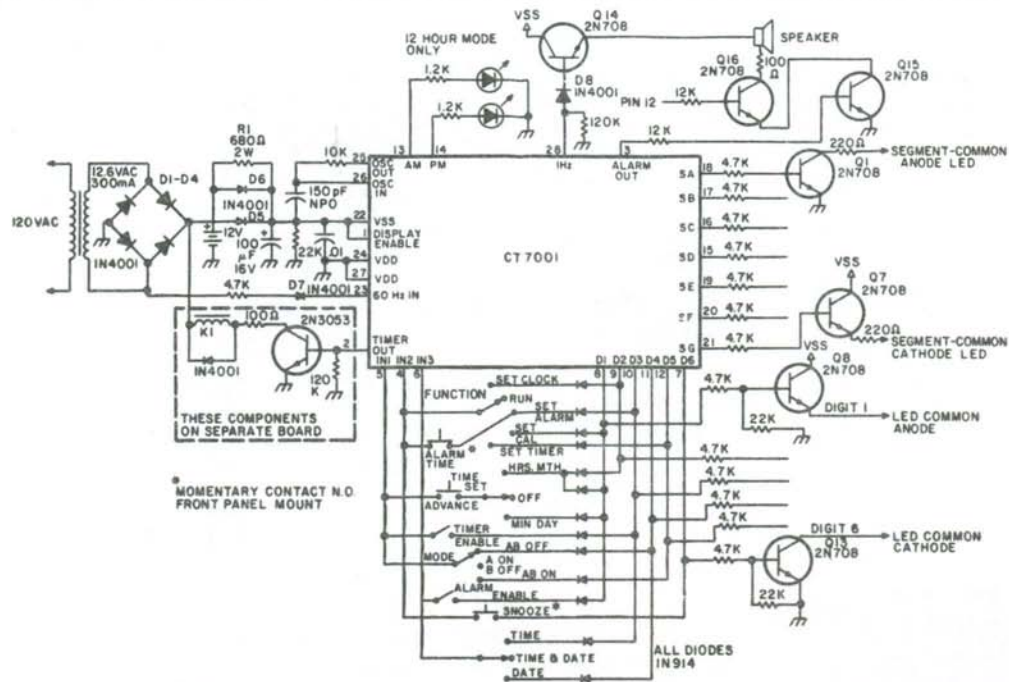 VSS
Q14
2N708
SPEAKER
12 HOUR MODE
ONLY
1.2K
1.2K
D8
1N4001
120K
Q16
2N708
100
Ω
Q15
2N708
PIN 12
12K
12K
R1
680Ω
2W
10K
13
AM
14
PM
28
1Hz
3
ALARM
OUT
12.6VAC
300mA
D1-D4
120VAC
1N4001
D6
1N4001
D5
12V
100
μF
16V
150pF
NPO
22K
.01
25
OSC
OUT
26
OSC
IN
22
VSS
1
DISPLAY
ENABLE
24
VDD
27
VDD
23
60 Hz IN
4.7K
D7
1N4001
CT 7001
SA
18
4.7K
SB
17
4.7K
SC
16
4.7K
SD
15
4.7K
SE
19
4.7K
SF
20
4.7K
SG
21
4.7K
220Ω
Q1
2N708
SEGMENT-COMMON
ANODE LED
VSS
Q7
2N708
220Ω
SEGMENT-COMMON
CATHODE LED
K1
100Ω
2N3053
1N4001
120
K
THESE COMPONENTS
ON SEPARATE BOARD
TIMER
OUT
2
IN1
IN2
IN3
5
4
6
D1
D2
D3
D4
D5
D6
8
9
10
11
12
7
VSS
Q8
2N708
4.7K
22K
DIGIT 1
LED COMMON
ANODE
FUNCTION
SET CLOCK
RUN
SET
ALARM
SET
CAL
SET TIMER
ALARM
TIME
*
HRS. MTH
TIME
SET
ADVANCE
OFF
MIN DAY
TIMER
ENABLE
MODE
AB OFF
A ON
B OFF
AB ON
ALARM
ENABLE
SNOOZE *
TIME
TIME & DATE
DATE
4.7K
4.7K
4.7K
4.7K
4.7K
DIGIT 6
Q13
2N708
22K
LED COMMON
CATHODE
* MOMENTARY CONTACT N.O.
FRONT PANEL MOUNT
ALL DIODES
IN914